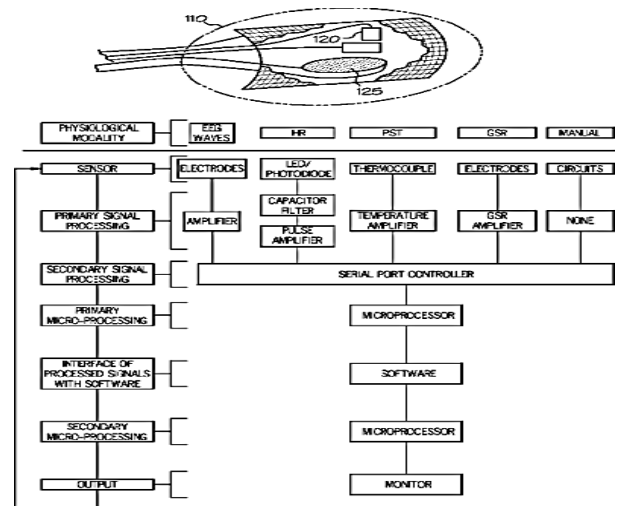 110
120
125
PHYSIOLOGICAL
MODALITY
EEG
WAVES
HR
PST
GSR
MANUAL
SENSOR
ELECTRODES
LED/
PHOTODIODE
THERMOCOUPLE
ELECTRODES
CIRCUITS
PRIMARY SIGNAL
PROCESSING
AMPLIFIER
CAPACITOR
FILTER
PULSE
AMPLIFIER
TEMPERATURE
AMPLIFIER
GSR
AMPLIFIER
NONE
SECONDARY SIGNAL
PROCESSING
SERIAL PORT CONTROLLER
PRIMARY
MICRO-PROCESSING
MICROPROCESSOR
INTERFACE OF
PROCESSED SIGNALS
WITH SOFTWARE
SOFTWARE
SECONDARY
MICRO-PROCESSING
MICROPROCESSOR
OUTPUT
MONITOR